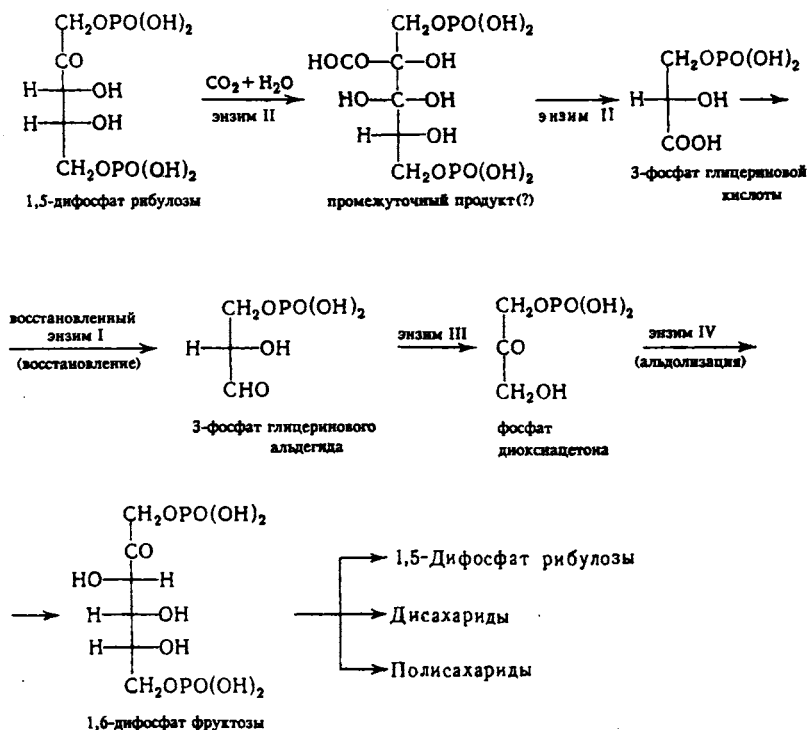 CH₂OPO(OH)₂
CO
H OH
H OH
CH₂OPO(OH)₂
1,5-дифосфат рибулозы
CO₂+H₂O
энзим II
CH₂OPO(OH)₂
HOCO C OH
HO C OH
H OH
CH₂OPO(OH)₂
промежуточный продукт(?)
энзим II
CH₂OPO(OH)₂
H OH
COOH
3-фосфат глицериновой
кислоты
восстановленный
энзим I
(восстановление)
CH₂OPO(OH)₂
H OH
CHO
3-фосфат глицеринового
альдегида
энзим III
CH₂OPO(OH)₂
CO
CH₂OH
фосфат
диоксиацетона
энзим IV
(альдолизация)
CH₂OPO(OH)₂
CO
HO H
H OH
H OH
CH₂OPO(OH)₂
1,6-дифосфат фруктозы
1,5-Дифосфат рибулозы
Дисахариды
Полисахариды